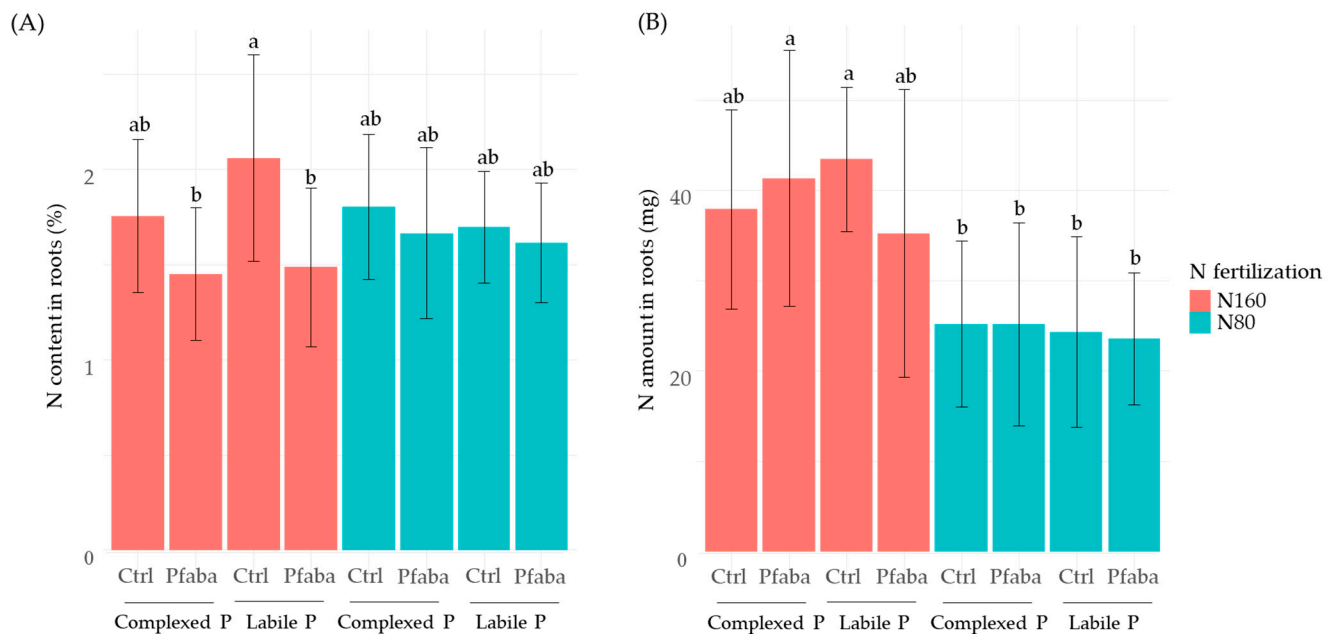 (A)
a
ab
ab
ab
ab
ab
b
b
2
1
0
N content in roots (%)
Ctrl Pfaba Ctrl Pfaba Ctrl Pfaba Ctrl Pfaba
Complexed P Labile P Complexed P Labile P
(B)
a
a
ab
ab
b
b
b
b
40
20
0
N amount in roots (mg)
Ctrl Pfaba Ctrl Pfaba Ctrl Pfaba Ctrl Pfaba
Complexed P Labile P Complexed P Labile P
N fertilization
N160
N80